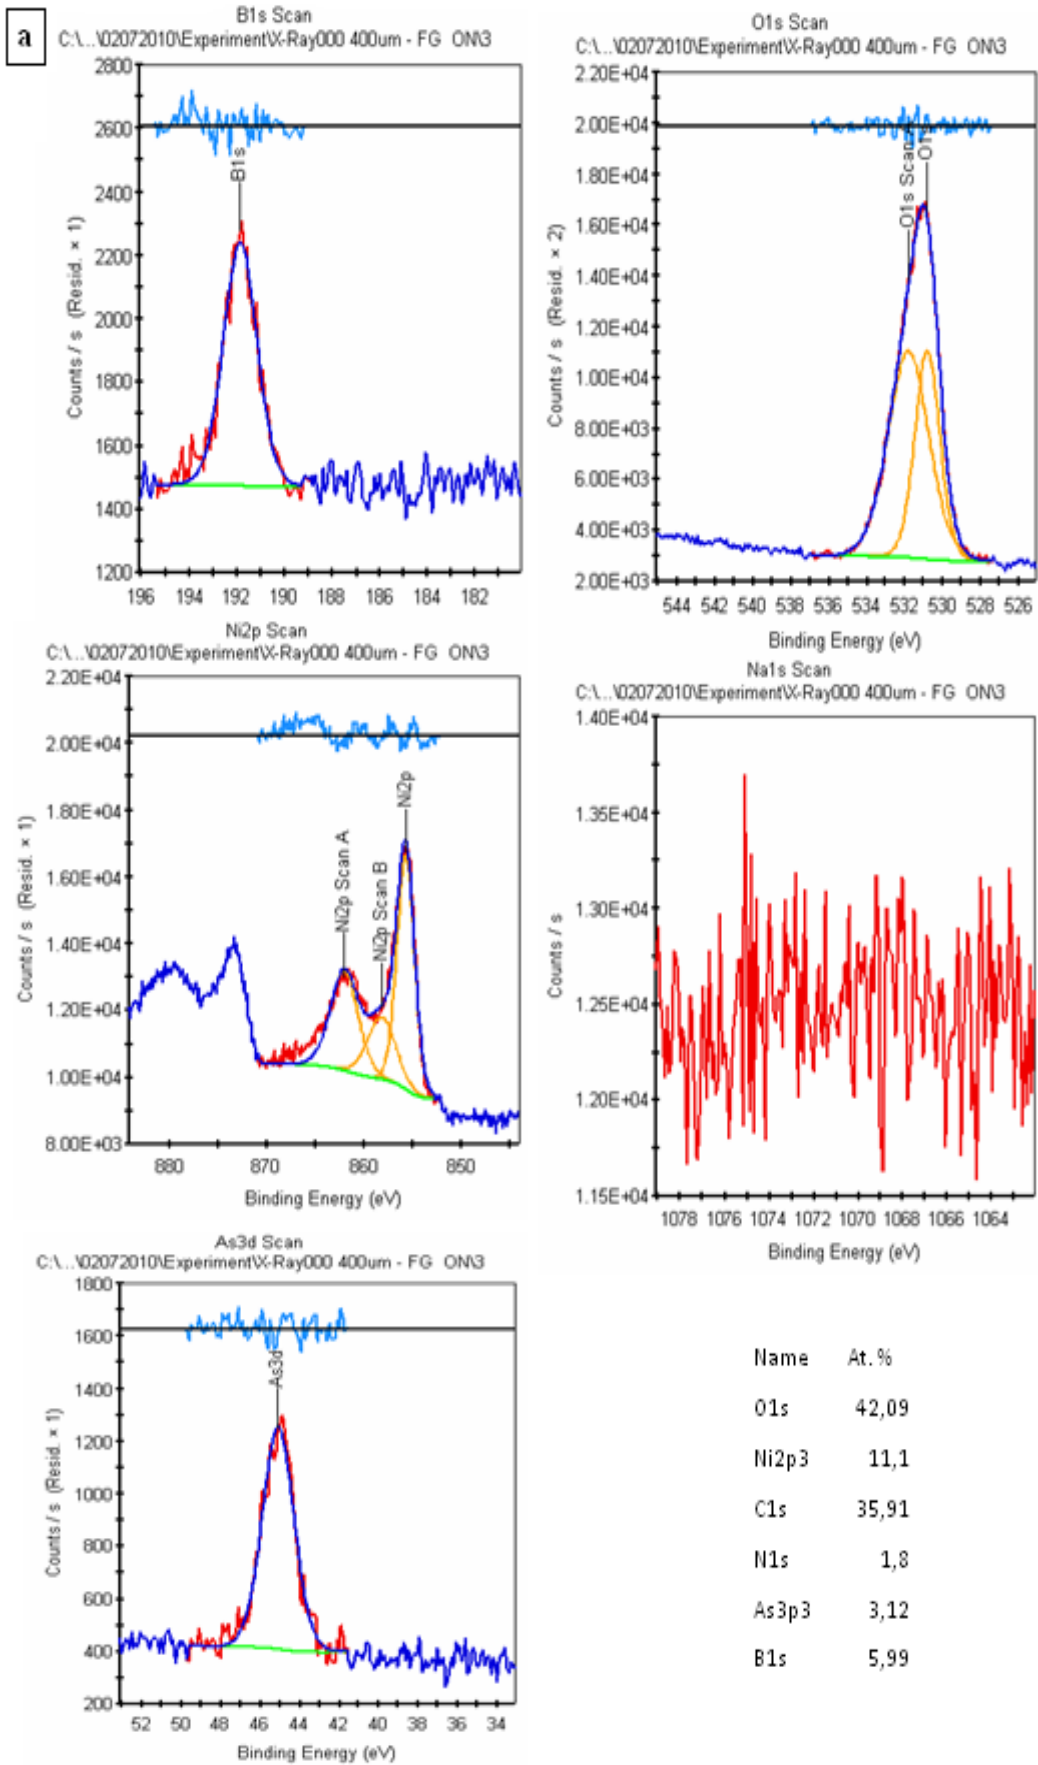 a
B1s Scan
C:\...\02072010\Experiment\X-Ray000 400um - FG ON\3
2800
2600
2400
2200
2000
1800
1600
1400
1200
Counts / s (Resid. × 1)
B1s
196 194 192 190 188 186 184 182
O1s Scan
C:\...\02072010\Experiment\X-Ray000 400um - FG ON\3
2.20E+04
2.00E+04
1.80E+04
1.60E+04
1.40E+04
1.20E+04
1.00E+04
8.00E+03
6.00E+03
4.00E+03
2.00E+03
Counts / s (Resid. × 2)
O1s Scan
O1s
544 542 540 538 536 534 532 530 528 526
Binding Energy (eV)
Ni2p Scan
C:\...\02072010\Experiment\X-Ray000 400um - FG ON\3
2.20E+04
2.00E+04
1.80E+04
1.60E+04
1.40E+04
1.20E+04
1.00E+04
8.00E+03
Counts / s (Resid. × 1)
Ni2p Scan A
Ni2p Scan B
Ni2p
880 870 860 850
Binding Energy (eV)
Na1s Scan
C:\...\02072010\Experiment\X-Ray000 400um - FG ON\3
1.40E+04
1.35E+04
1.30E+04
1.25E+04
1.20E+04
1.15E+04
Counts / s
1078 1076 1074 1072 1070 1068 1066 1064
Binding Energy (eV)
As3d Scan
C:\...\02072010\Experiment\X-Ray000 400um - FG ON\3
1800
1600
1400
1200
1000
800
600
400
200
Counts / s (Resid. × 1)
As3d
52 50 48 46 44 42 40 38 36 34
Binding Energy (eV)
Name At.%
O1s 42,09
Ni2p3 11,1
C1s 35,91
N1s 1,8
As3p3 3,12
B1s 5,99